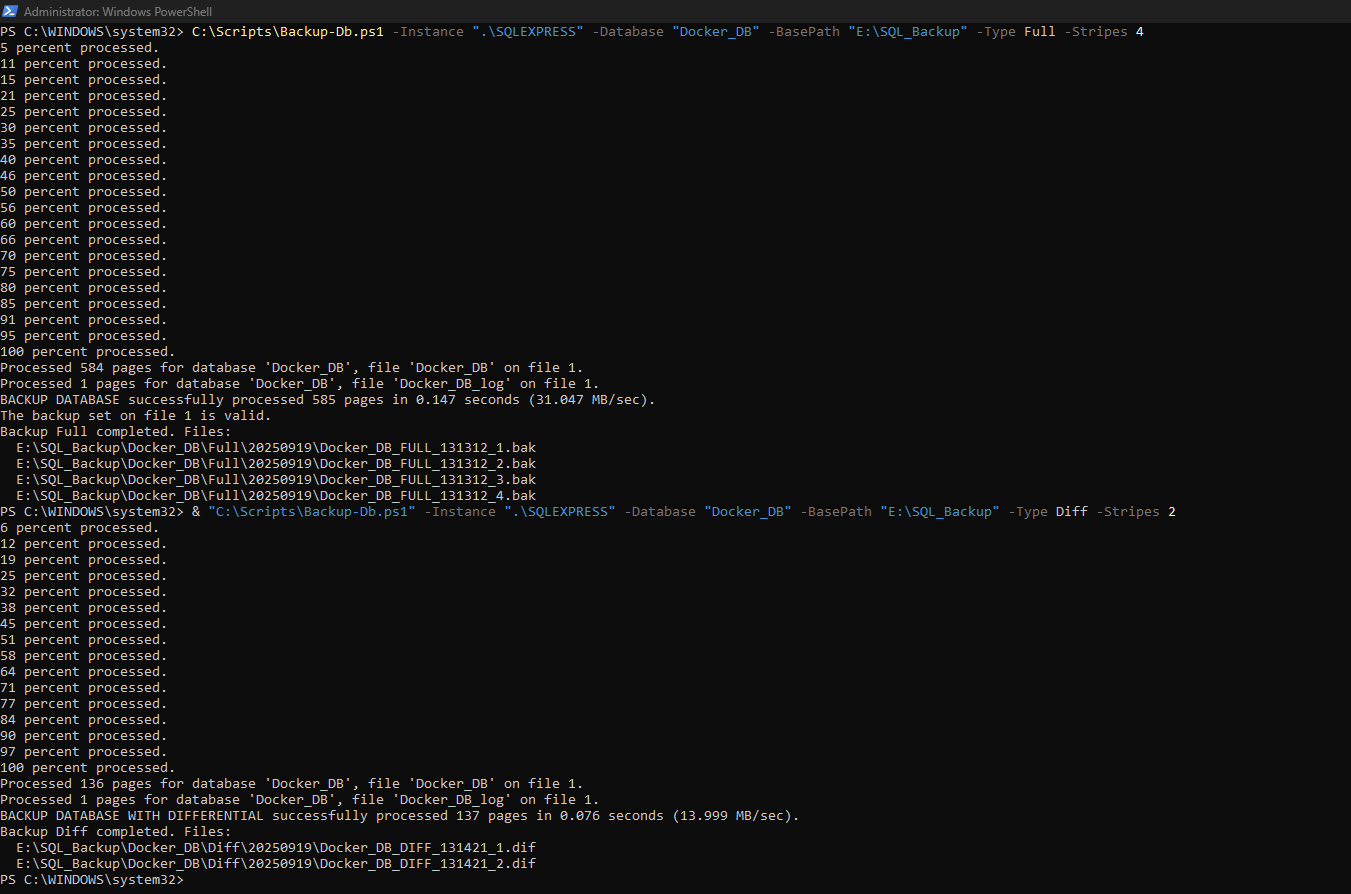 Administrator: Windows PowerShell
PS C:\WINDOWS\system32> C:\Scripts\Backup-Db.ps1 -Instance ".\SQLEXPRESS" -Database "Docker_DB" -BasePath "E:\SQL_Backup" -Type Full -Stripes 4
5 percent processed.
11 percent processed.
15 percent processed.
21 percent processed.
25 percent processed.
30 percent processed.
35 percent processed.
40 percent processed.
46 percent processed.
50 percent processed.
56 percent processed.
60 percent processed.
66 percent processed.
70 percent processed.
75 percent processed.
80 percent processed.
85 percent processed.
91 percent processed.
95 percent processed.
100 percent processed.
Processed 584 pages for database 'Docker_DB', file 'Docker_DB' on file 1.
Processed 1 pages for database 'Docker_DB', file 'Docker_DB_log' on file 1.
BACKUP DATABASE successfully processed 585 pages in 0.147 seconds (31.047 MB/sec).
The backup set on file 1 is valid.
Backup Full completed. Files:
  E:\SQL_Backup\Docker_DB\Full\20250919\Docker_DB_FULL_131312_1.bak
  E:\SQL_Backup\Docker_DB\Full\20250919\Docker_DB_FULL_131312_2.bak
  E:\SQL_Backup\Docker_DB\Full\20250919\Docker_DB_FULL_131312_3.bak
  E:\SQL_Backup\Docker_DB\Full\20250919\Docker_DB_FULL_131312_4.bak
PS C:\WINDOWS\system32> & "C:\Scripts\Backup-Db.ps1" -Instance ".\SQLEXPRESS" -Database "Docker_DB" -BasePath "E:\SQL_Backup" -Type Diff -Stripes 2
6 percent processed.
12 percent processed.
19 percent processed.
25 percent processed.
32 percent processed.
38 percent processed.
45 percent processed.
51 percent processed.
58 percent processed.
64 percent processed.
71 percent processed.
77 percent processed.
84 percent processed.
90 percent processed.
97 percent processed.
100 percent processed.
Processed 136 pages for database 'Docker_DB', file 'Docker_DB' on file 1.
Processed 1 pages for database 'Docker_DB', file 'Docker_DB_log' on file 1.
BACKUP DATABASE WITH DIFFERENTIAL successfully processed 137 pages in 0.076 seconds (13.999 MB/sec).
Backup Diff completed. Files:
  E:\SQL_Backup\Docker_DB\Diff\20250919\Docker_DB_DIFF_131421_1.dif
  E:\SQL_Backup\Docker_DB\Diff\20250919\Docker_DB_DIFF_131421_2.dif
PS C:\WINDOWS\system32>